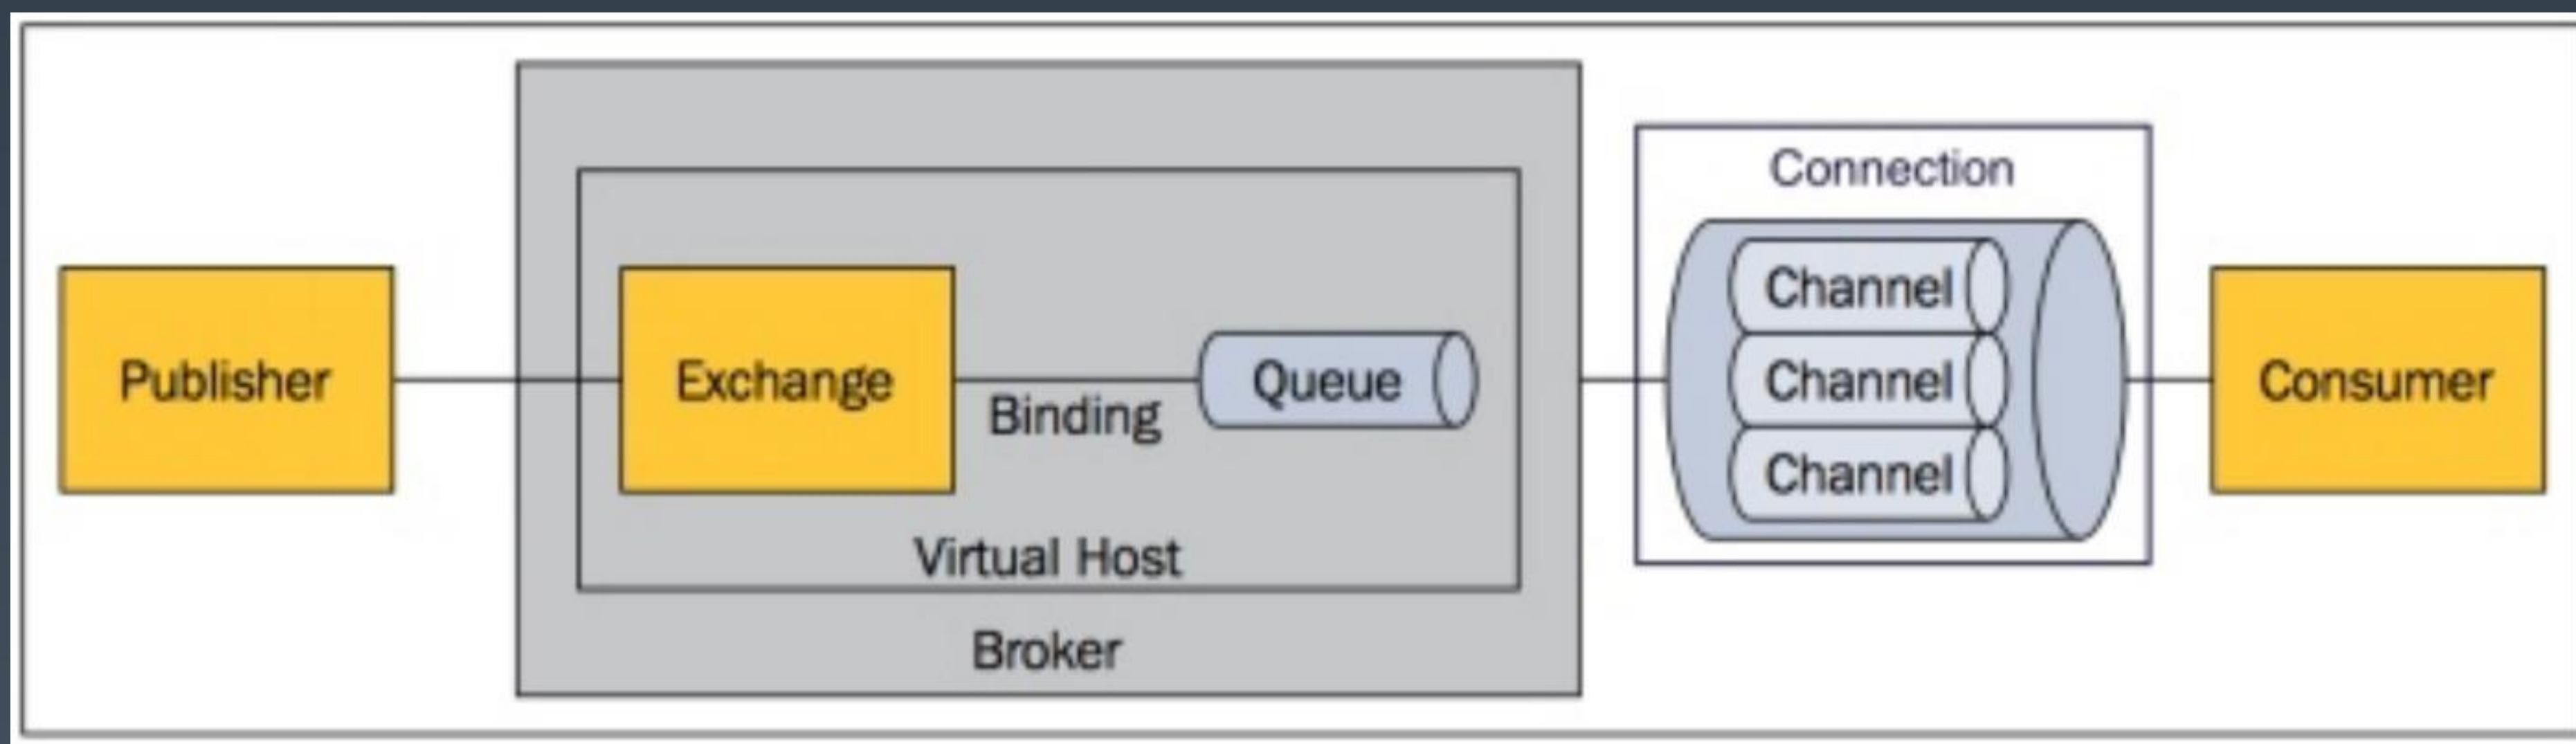 Publisher
Exchange
Binding
Queue
Virtual Host
Broker
Connection
Channel
Channel
Channel
Consumer